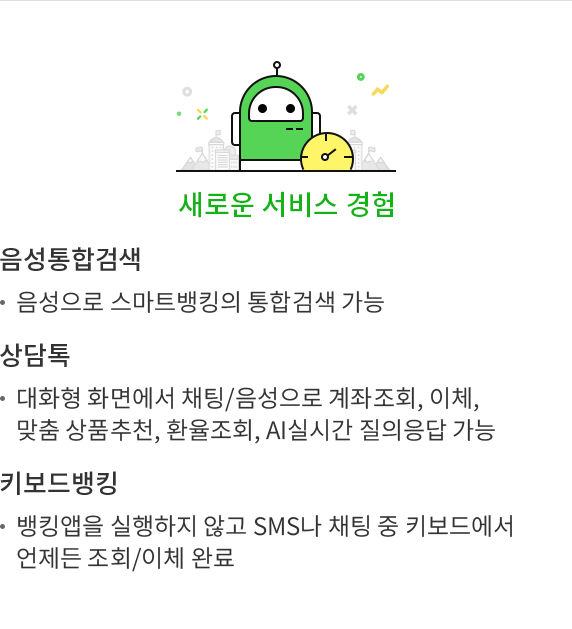 새로운 서비스 경험
음성통합검색
• 음성으로 스마트뱅킹의 통합검색 가능
상담톡
• 대화형 화면에서 채팅/음성으로 계좌조회, 이체,
맞춤 상품추천, 환율조회, AI실시간 질의응답 가능
키보드뱅킹
• 뱅킹앱을 실행하지 않고 SMS나 채팅 중 키보드에서
언제든 조회/이체 완료